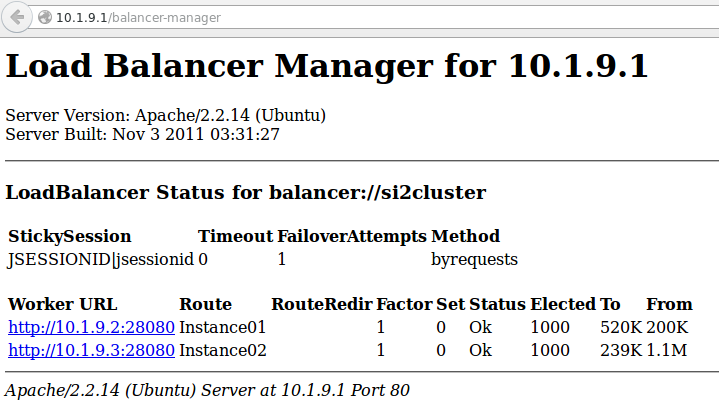 10.1.9.1/balancer-manager
Load Balancer Manager for 10.1.9.1
Server Version: Apache/2.2.14 (Ubuntu)
Server Built: Nov 3 2011 03:31:27
LoadBalancer Status for balancer://si2cluster
StickySession Timeout FailoverAttempts Method
JSESSIONID|jsessionid 0 1 byrequests
Worker URL Route RouteRedir Factor Set Status Elected To From
http://10.1.9.2:28080 Instance01 1 0 Ok 1000 520K 200K
http://10.1.9.3:28080 Instance02 1 0 Ok 1000 239K 1.1M
Apache/2.2.14 (Ubuntu) Server at 10.1.9.1 Port 80